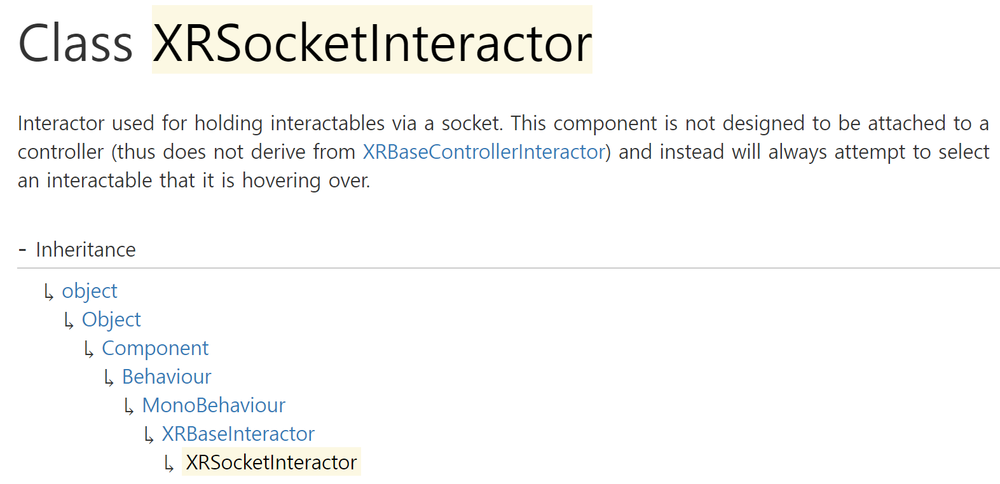 Class XRSocketInteractor
Interactor used for holding interactables via a socket. This component is not designed to be attached to a
controller (thus does not derive from XRBaseControllerInteractor) and instead will always attempt to select
an interactable that it is hovering over.
- Inheritance
↳ object
↳ Object
↳ Component
↳ Behaviour
↳ MonoBehaviour
↳ XRBaseInteractor
↳ XRSocketInteractor